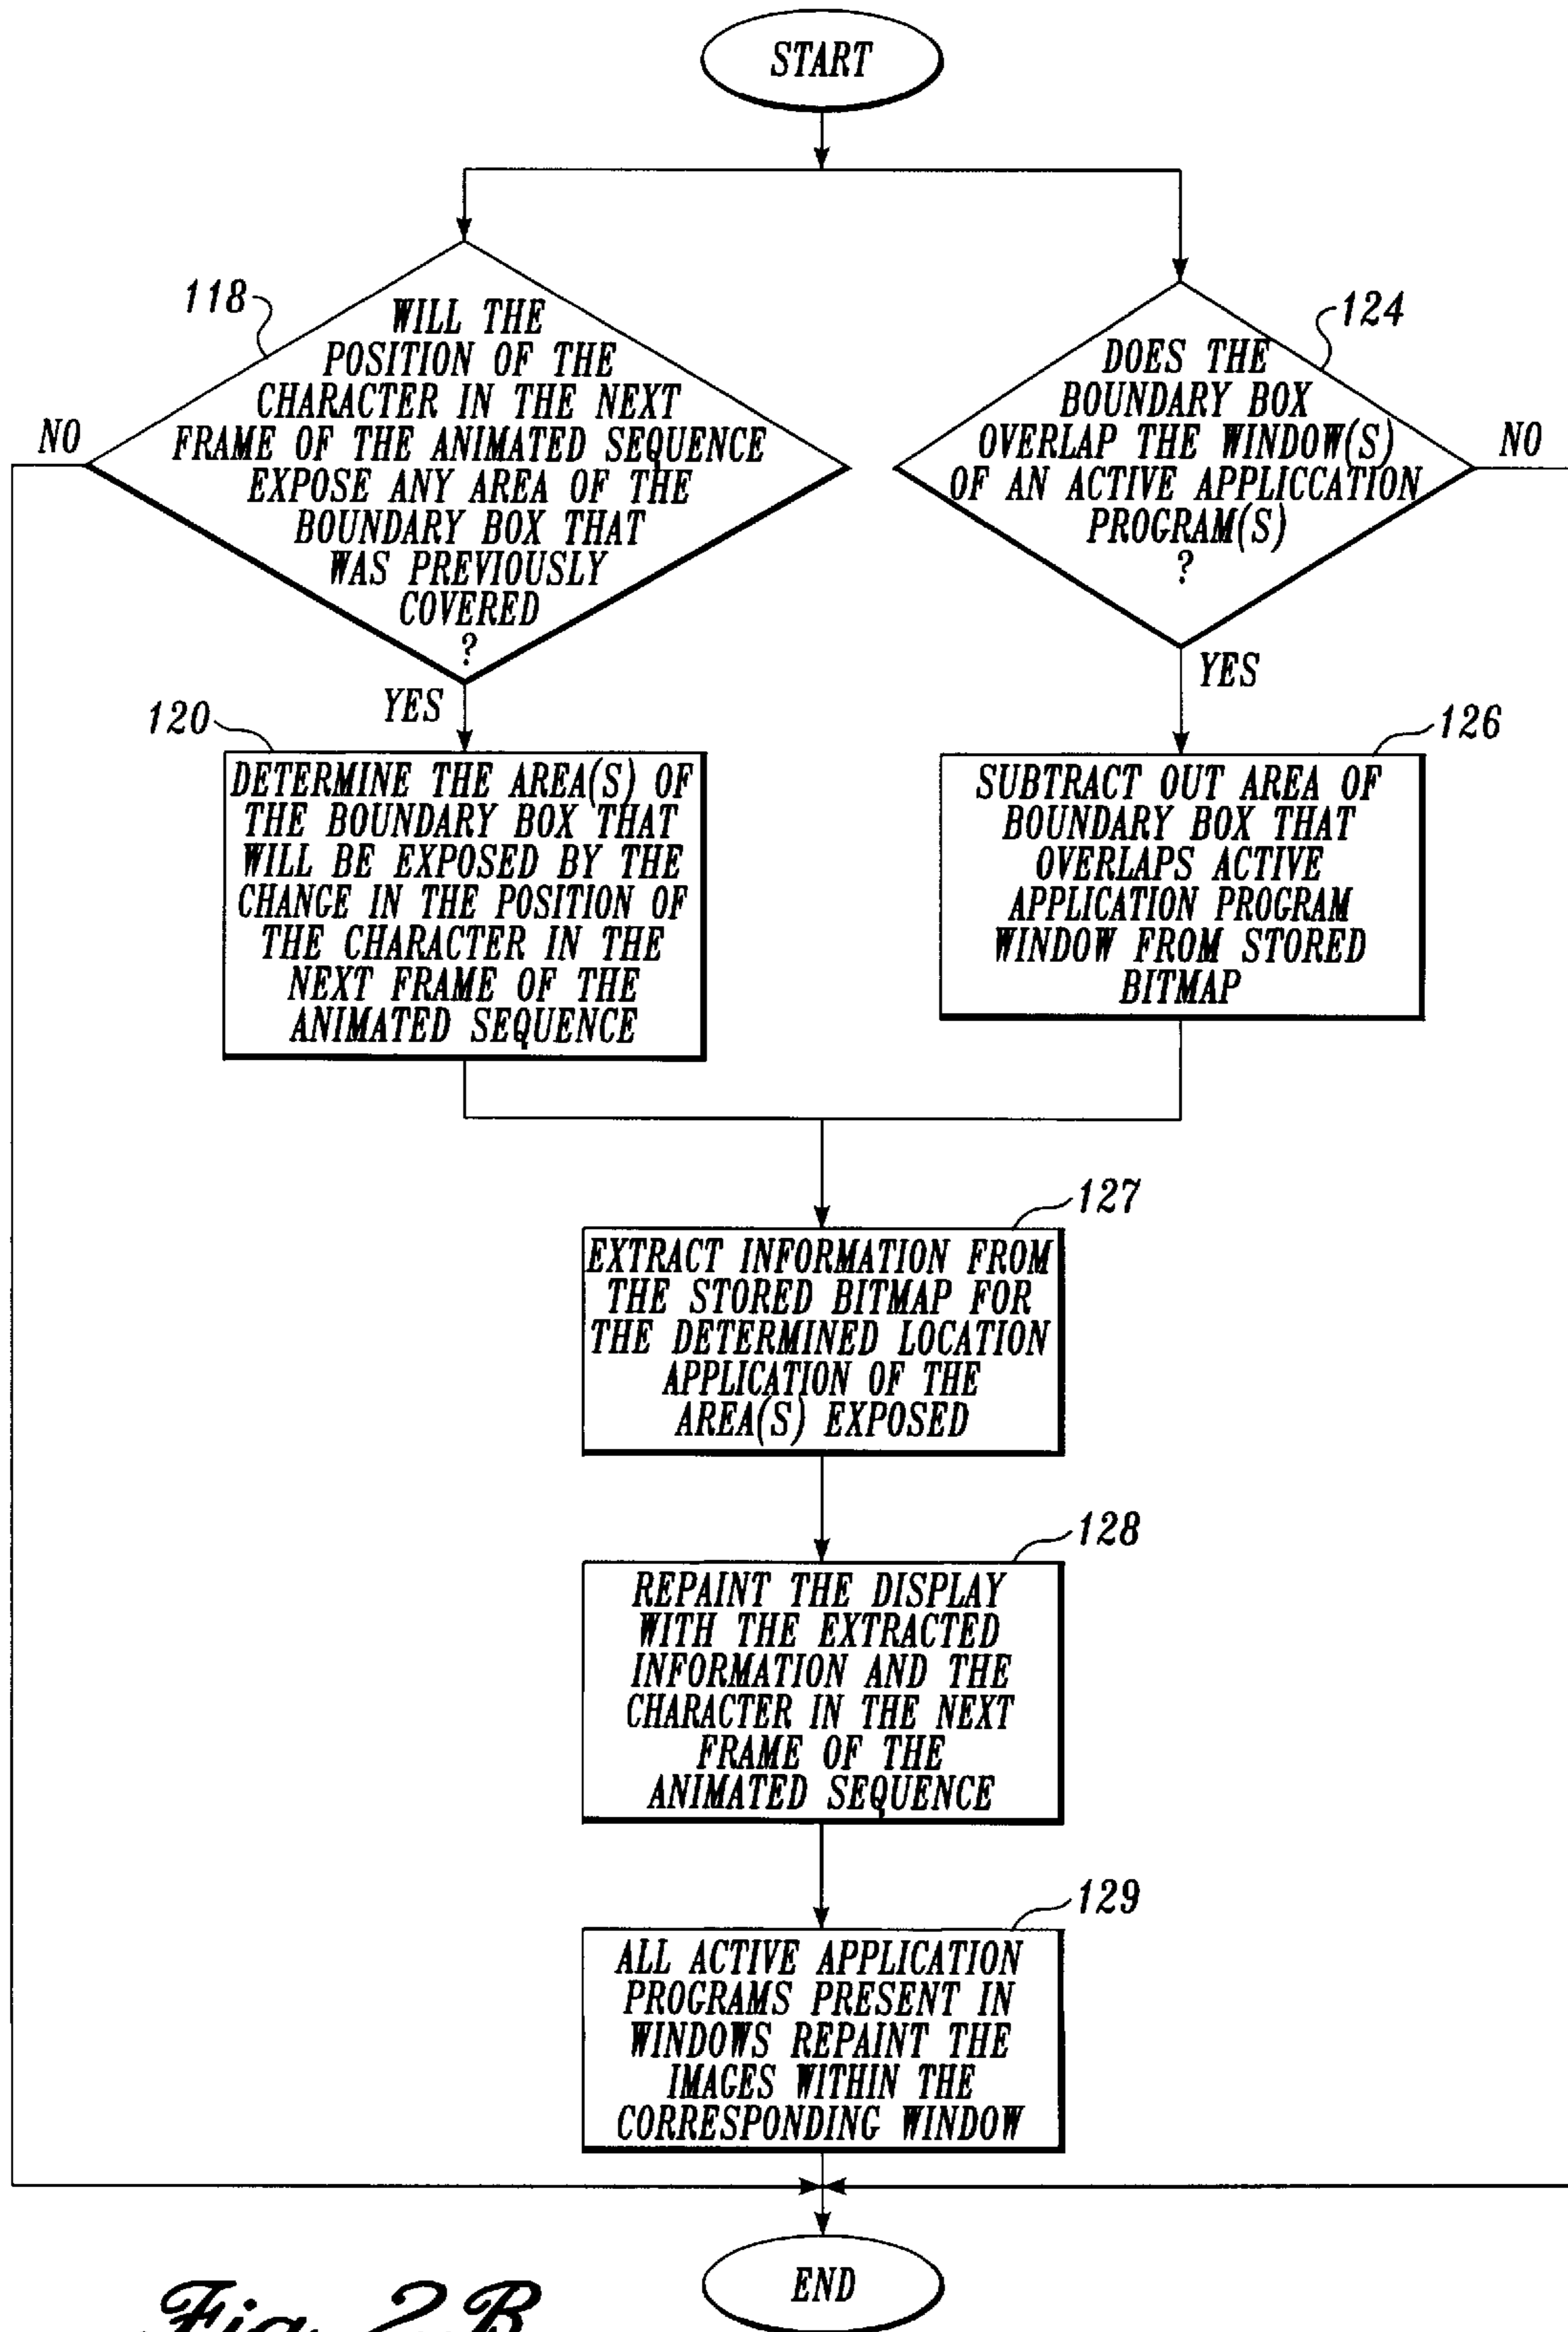 START
118
WILL THE
POSITION OF THE
CHARACTER IN THE NEXT
FRAME OF THE ANIMATED SEQUENCE
EXPOSE ANY AREA OF THE
BOUNDARY BOX THAT
WAS PREVIOUSLY
COVERED
?
NO
YES
124
DOES THE
BOUNDARY BOX
OVERLAP THE WINDOW(S)
OF AN ACTIVE APPLICCATION
PROGRAM(S)
?
NO
YES
120
DETERMINE THE AREA(S) OF
THE BOUNDARY BOX THAT
WILL BE EXPOSED BY THE
CHANGE IN THE POSITION OF
THE CHARACTER IN THE
NEXT FRAME OF THE
ANIMATED SEQUENCE
126
SUBTRACT OUT AREA OF
BOUNDARY BOX THAT
OVERLAPS ACTIVE
APPLICATION PROGRAM
WINDOW FROM STORED
BITMAP
127
EXTRACT INFORMATION FROM
THE STORED BITMAP FOR
THE DETERMINED LOCATION
APPLICATION OF THE
AREA(S) EXPOSED
128
REPAINT THE DISPLAY
WITH THE EXTRACTED
INFORMATION AND THE
CHARACTER IN THE NEXT
FRAME OF THE
ANIMATED SEQUENCE
129
ALL ACTIVE APPLICATION
PROGRAMS PRESENT IN
WINDOWS REPAINT THE
IMAGES WITHIN THE
CORRESPONDING WINDOW
END
Fig. 2B